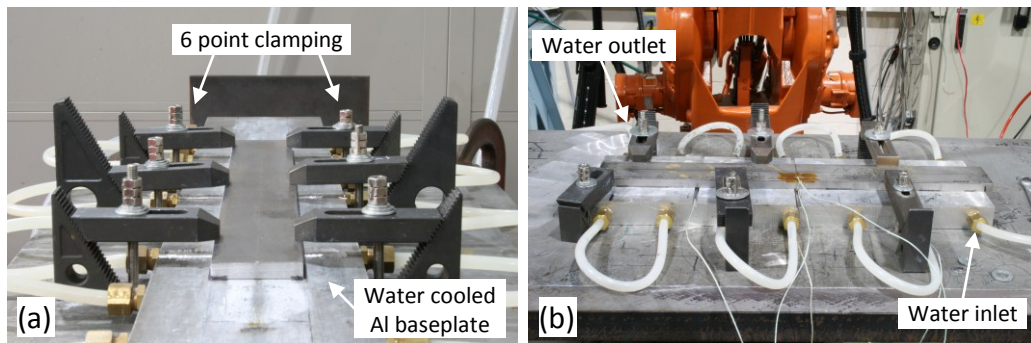 6 point clamping
Water cooled
Al baseplate
(a)
Water outlet
Water inlet
(b)